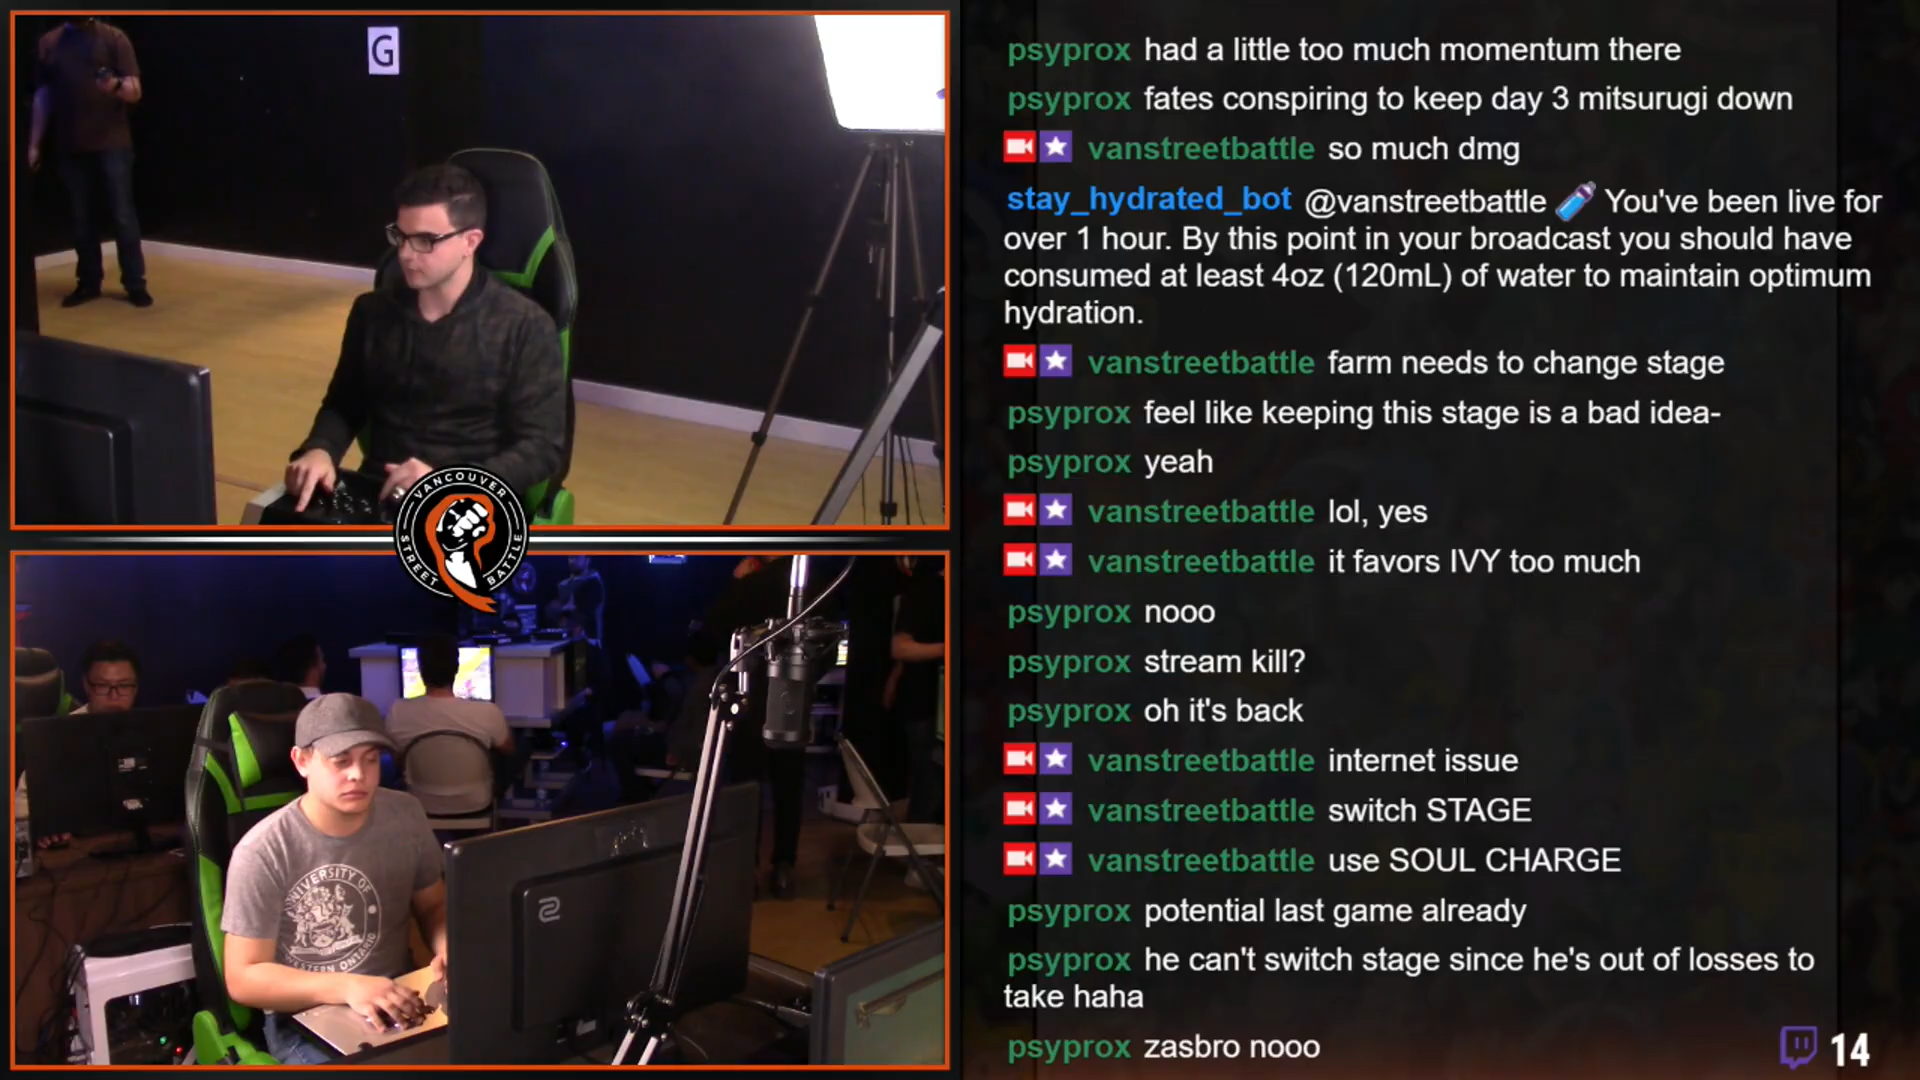 G
VANCOUVER
STREET BATTLE
UNIVERSITY OF
WESTERN ONTARIO
psyprox had a little too much momentum there
psyprox fates conspiring to keep day 3 mitsurugi down
vanstreetbattle so much dmg
stay_hydrated_bot @vanstreetbattle You've been live for
over 1 hour. By this point in your broadcast you should have
consumed at least 4oz (120mL) of water to maintain optimum
hydration.
vanstreetbattle farm needs to change stage
psyprox feel like keeping this stage is a bad idea-
psyprox yeah
vanstreetbattle lol, yes
vanstreetbattle it favors IVY too much
psyprox nooo
psyprox stream kill?
psyprox oh it's back
vanstreetbattle internet issue
vanstreetbattle switch STAGE
vanstreetbattle use SOUL CHARGE
psyprox potential last game already
psyprox he can't switch stage since he's out of losses to
take haha
psyprox zasbro nooo
14